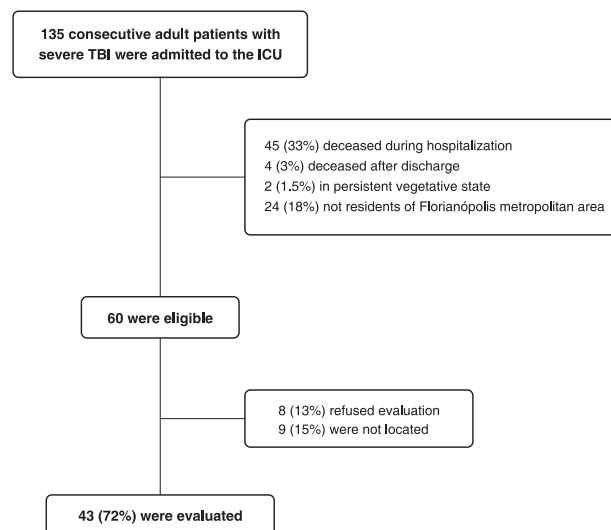 135 consecutive adult patients with
severe TBI were admitted to the ICU
45 (33%) deceased during hospitalization
4 (3%) deceased after discharge
2 (1.5%) in persistent vegetative state
24 (18%) not residents of Florianópolis metropolitan area
60 were eligible
8 (13%) refused evaluation
9 (15%) were not located
43 (72%) were evaluated